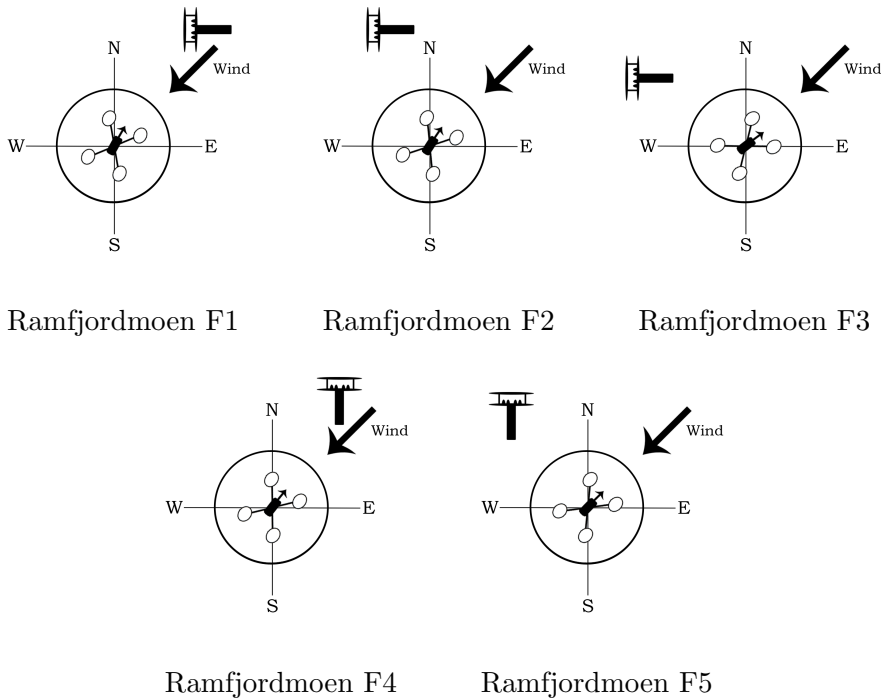 N
Wind
W E
S
Ramfjordmoen F1
N
Wind
W E
S
Ramfjordmoen F2
N
Wind
W E
S
Ramfjordmoen F3
N
Wind
W E
S
Ramfjordmoen F4
N
Wind
W E
S
Ramfjordmoen F5